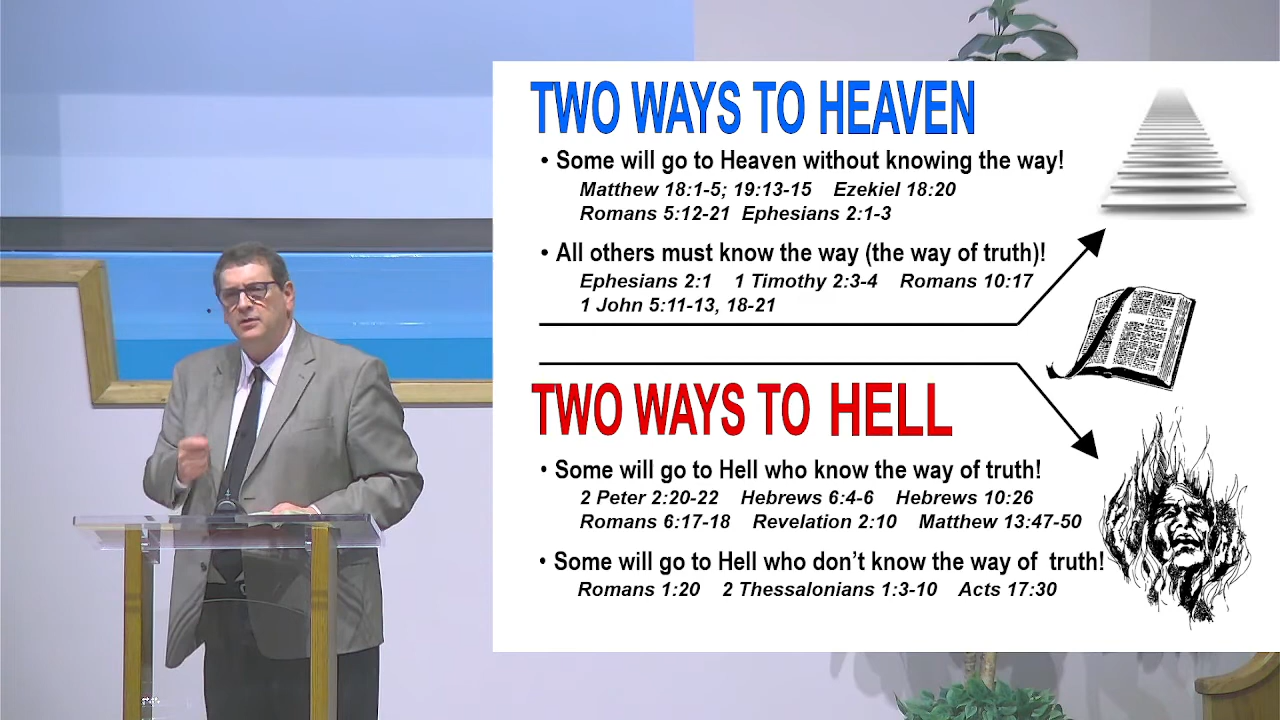 TWO WAYS TO HEAVEN
• Some will go to Heaven without knowing the way!
Matthew 18:1-5; 19:13-15 Ezekiel 18:20
Romans 5:12-21 Ephesians 2:1-3
• All others must know the way (the way of truth)!
Ephesians 2:1 1 Timothy 2:3-4 Romans 10:17
1 John 5:11-13, 18-21
TWO WAYS TO HELL
• Some will go to Hell who know the way of truth!
2 Peter 2:20-22 Hebrews 6:4-6 Hebrews 10:26
Romans 6:17-18 Revelation 2:10 Matthew 13:47-50
• Some will go to Hell who don’t know the way of truth!
Romans 1:20 2 Thessalonians 1:3-10 Acts 17:30